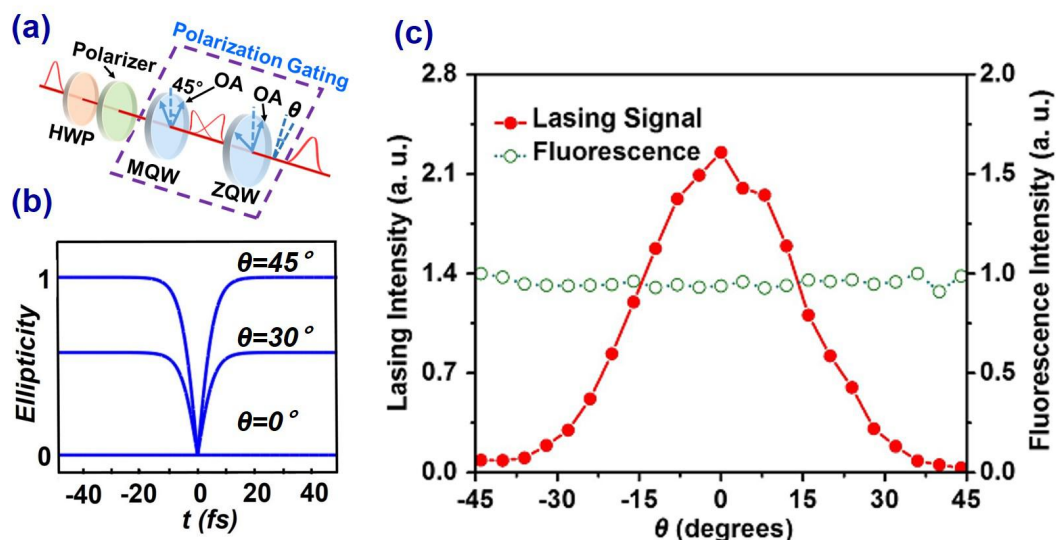 (a)
Polarization Gating
Polarizer
45° OA OA θ
HWP
MQW
ZQW
(b)
Ellipticity
1
0
θ=45°
θ=30°
θ=0°
-40 -20 0 20 40
t (fs)
(c)
Lasing Signal
Fluorescence
Lasing Intensity (a. u.)
2.8
2.1
1.4
0.7
0.0
Fluorescence Intensity (a. u.)
2.0
1.5
1.0
0.5
0.0
-45 -30 -15 0 15 30 45
θ (degrees)